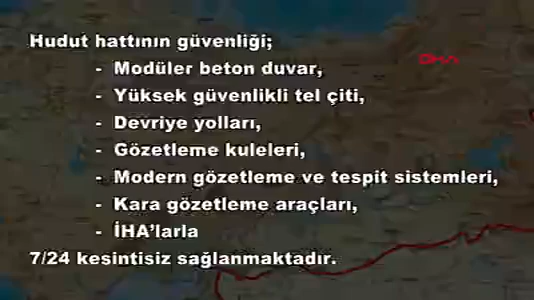 Hudut hattının güvenliği;
- Modüler beton duvar,
- Yüksek güvenlikli tel çiti,
- Devriye yolları,
- Gözetleme kuleleri,
- Modern gözetleme ve tespit sistemleri,
- Kara gözetleme araçları,
- İHA’larla
7/24 kesintisiz sağlanmaktadır.
DHA